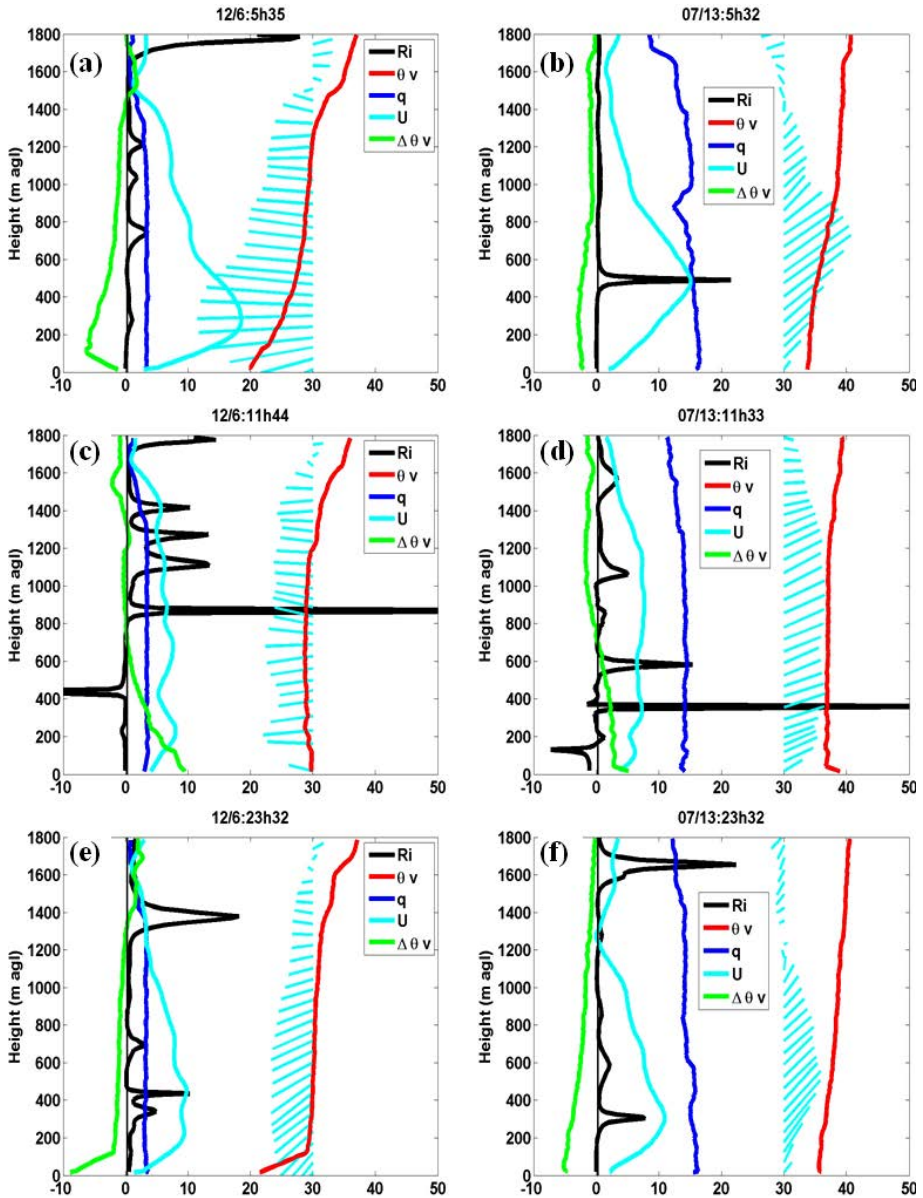 12/6:5h35
07/13:5h32
(a)
(b)
Ri
θ v
q
U
Δ θ v
Ri
θ v
q
U
Δ θ v
Height (m agl)
1800
1600
1400
1200
1000
800
600
400
200
0
-10 0 10 20 30 40 50
Height (m agl)
1800
1600
1400
1200
1000
800
600
400
200
0
-10 0 10 20 30 40 50
12/6:11h44
07/13:11h33
(c)
(d)
Ri
θ v
q
U
Δ θ v
Ri
θ v
q
U
Δ θ v
Height (m agl)
1800
1600
1400
1200
1000
800
600
400
200
0
-10 0 10 20 30 40 50
Height (m agl)
1800
1600
1400
1200
1000
800
600
400
200
0
-10 0 10 20 30 40 50
12/6:23h32
07/13:23h32
(e)
(f)
Ri
θ v
q
U
Δ θ v
Ri
θ v
q
U
Δ θ v
Height (m agl)
1800
1600
1400
1200
1000
800
600
400
200
0
-10 0 10 20 30 40 50
Height (m agl)
1800
1600
1400
1200
1000
800
600
400
200
0
-10 0 10 20 30 40 50